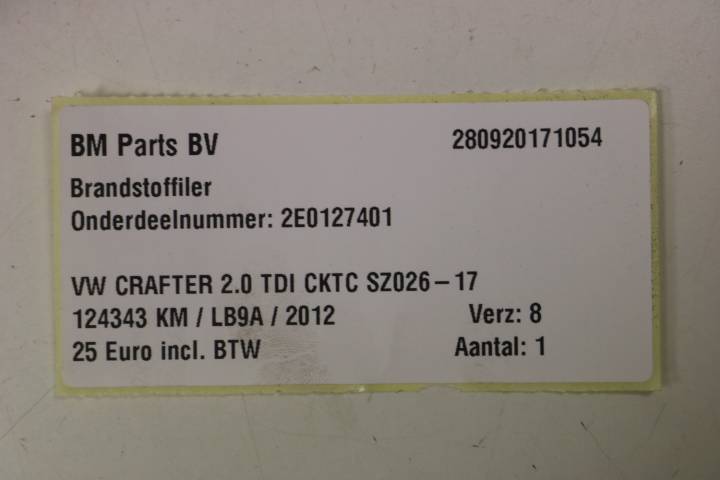 BM Parts BV 280920171054
Brandstoffiler
Onderdeelnummer: 2E0127401
VW CRAFTER 2.0 TDI CKTC SZ026-17
124343 KM / LB9A / 2012 Verz: 8
25 Euro incl. BTW Aantal: 1